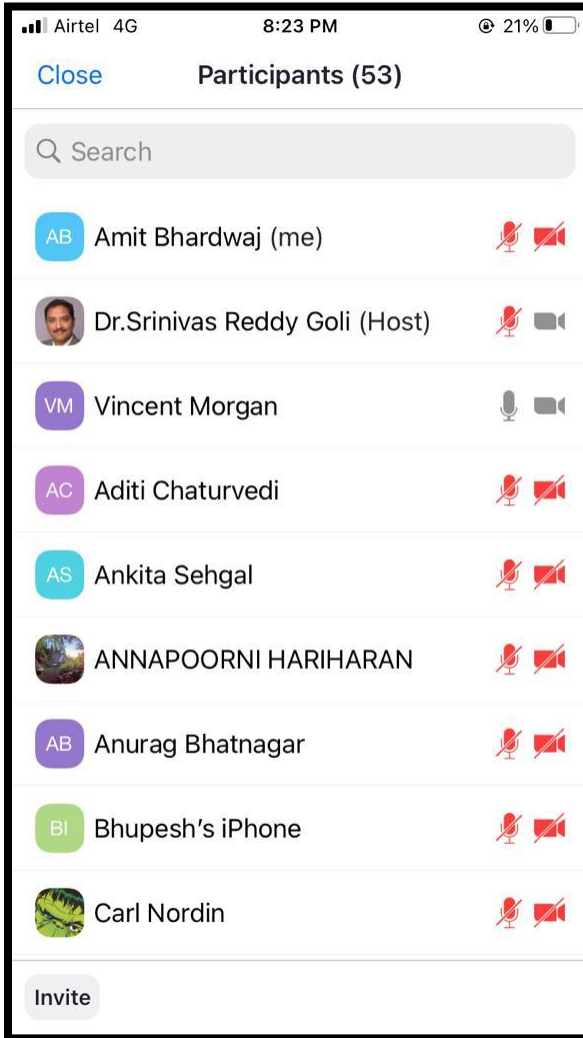 Airtel 4G 8:23 PM 21%
Close Participants (53)
Search
AB Amit Bhardwaj (me)
Dr.Srinivas Reddy Goli (Host)
VM Vincent Morgan
AC Aditi Chaturvedi
AS Ankita Sehgal
ANNAPOORNI HARIHARAN
AB Anurag Bhatnagar
BI Bhupesh’s iPhone
Carl Nordin
Invite